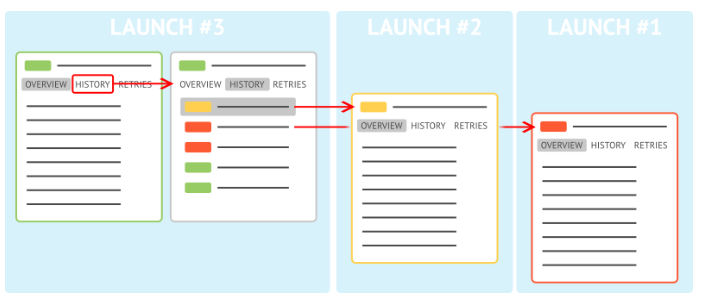 LAUNCH #3
LAUNCH #2
LAUNCH #1
OVERVIEW HISTORY RETRIES
OVERVIEW HISTORY RETRIES
OVERVIEW HISTORY RETRIES
OVERVIEW HISTORY RETRIES